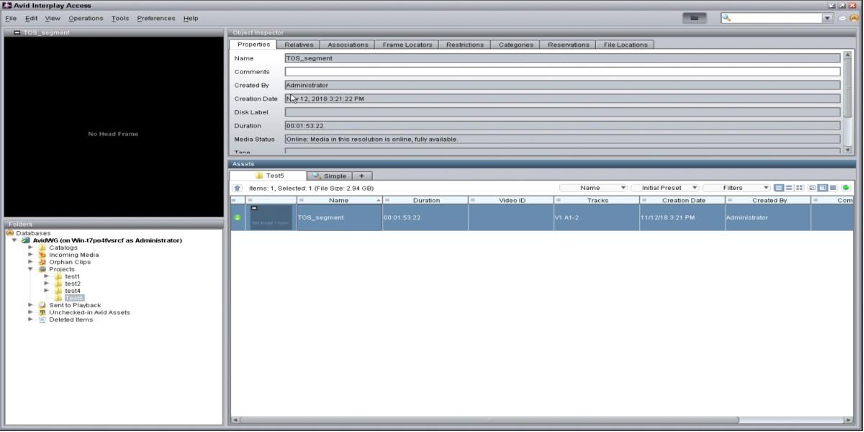 Avid Interplay Access
File Edit View Operations Tools Preferences Help
TOS_segment
No Head Frame
Folders
Databases
AvidWG (on Win-t7po4fvsrcf as Administrator)
Catalogs
Incoming Media
Orphan Clips
Projects
test1
test2
test4
Test5
Sent to Playback
Unchecked-in Avid Assets
Deleted Items
Object Inspector
Properties Relatives Associations Frame Locators Restrictions Categories Reservations File Locations
Name TOS_segment
Comments
Created By Administrator
Creation Date 12, 2018 3:21:22 PM
Disk Label
Duration 00:01:53:22
Media Status Online: Media in this resolution is online, fully available.
Tape
Assets
Test5 Simple +
Items: 1, Selected: 1 (File Size: 2.94 GB) Name Initial Preset Filters
Name Duration Video ID Tracks Creation Date Created By Com
TOS_segment 00:01:53:22 V1 A1-2 11/12/18 3:21 PM Administrator